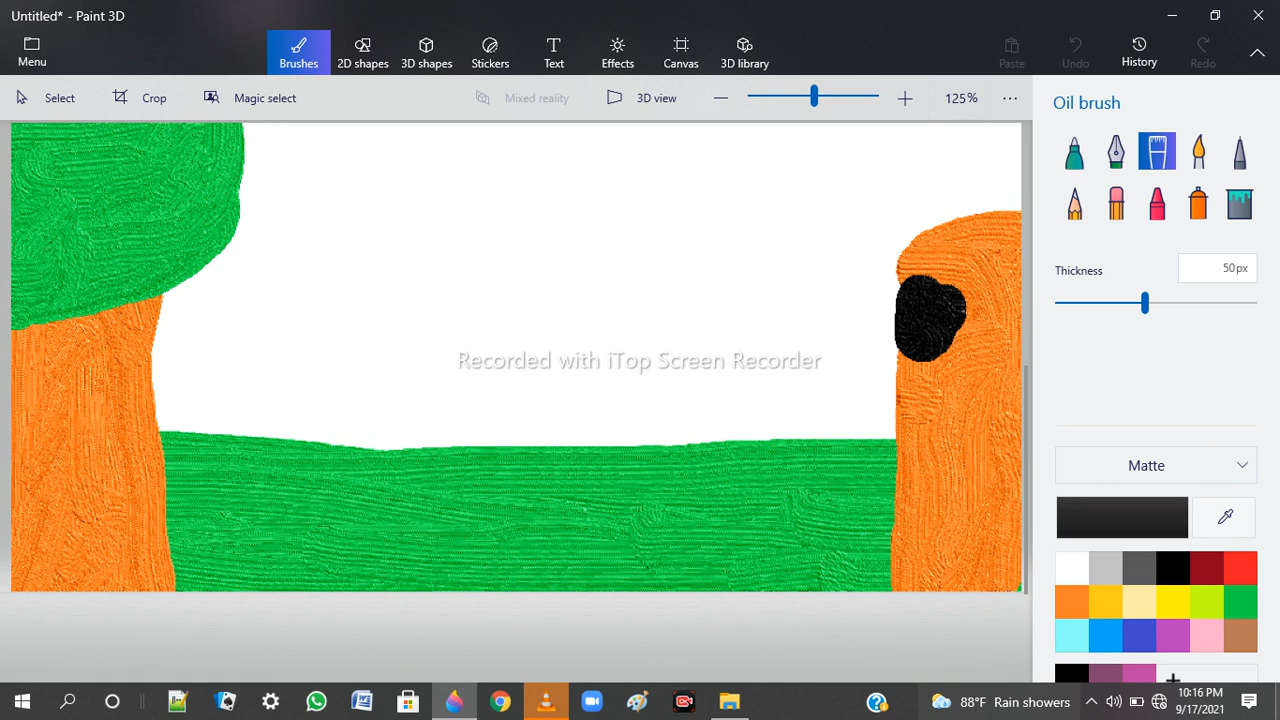 Untitled* - Paint 3D
Menu
Brushes
2D shapes
3D shapes
Stickers
Text
Effects
Canvas
3D library
Paste
Undo
History
Redo
Select
Crop
Magic select
Mixed reality
3D view
125%
Oil brush
Thickness
50px
Recorded with iTop Screen Recorder
Matte
88°F Rain showers
10:16 PM
9/17/2021